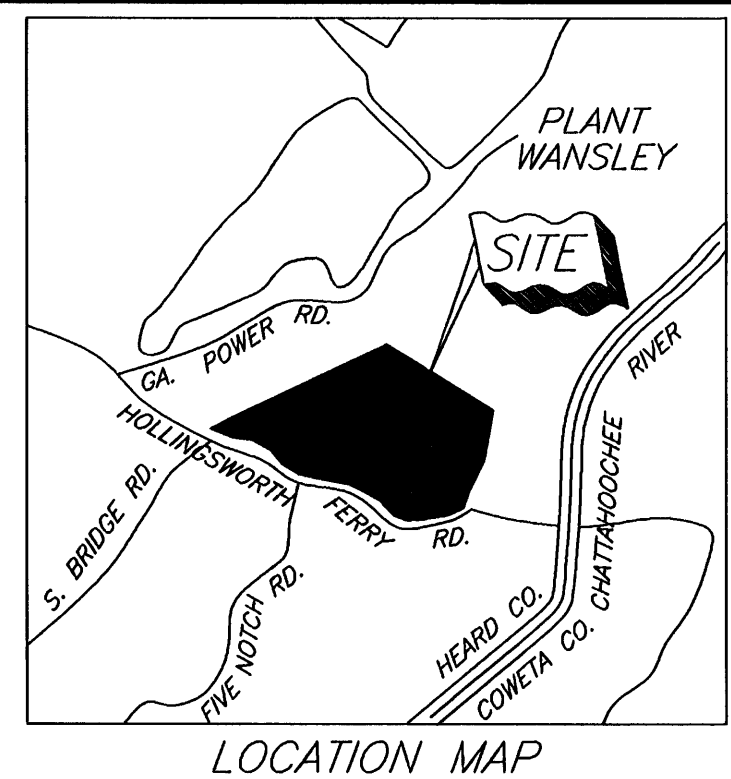 PLANT
WANSLEY
SITE
GA. POWER RD.
RIVER
HOLLINGSWORTH FERRY RD.
CHATTAHOOCHEE
S. BRIDGE RD.
FIVE NOTCH RD.
HEARD CO.
COWETA CO.
LOCATION MAP